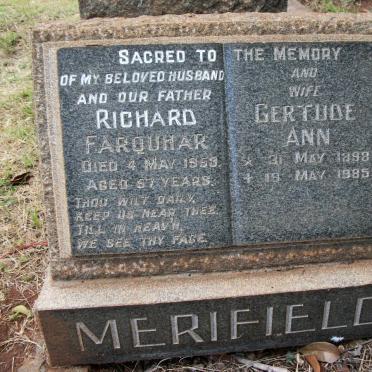 SACRED TO
OF MY BELOVED HUSBAND
AND OUR FATHER
RICHARD
FARQUHAR
DIED 4 MAY 1959
AGED 67 YEARS.
THOU WILT DAILY,
KEEP US NEAR THEE,
TILL IN HEAV'N,
WE SEE THY FACE.
THE MEMORY
AND
WIFE
GERTUDE
ANN
* 31 MAY 1898
+ 19 MAY 1985
MERIFIELD